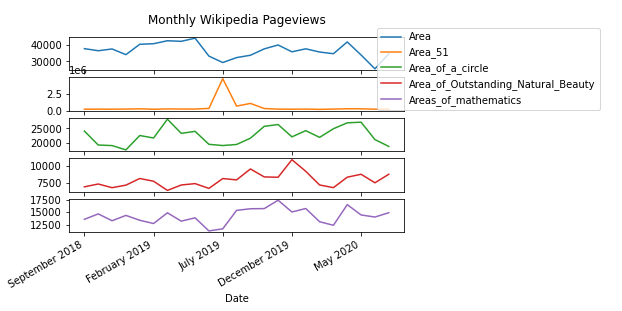 Monthly Wikipedia Pageviews
Area
Area_51
Area_of_a_circle
Area_of_Outstanding_Natural_Beauty
Areas_of_mathematics
40000
30000
1e6
2.5
0.0
25000
20000
10000
7500
17500
15000
12500
September 2018
February 2019
July 2019
December 2019
May 2020
Date